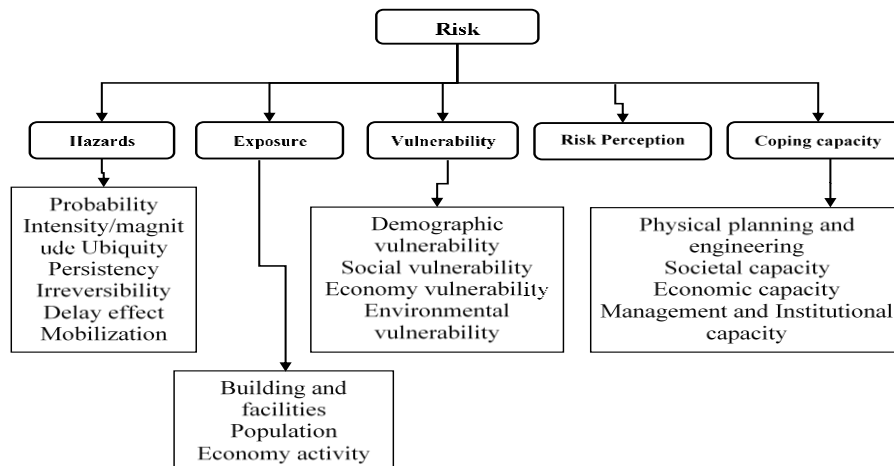 Risk
Hazards
Exposure
Vulnerability
Risk Perception
Coping capacity
Probability
Intensity/magnit
ude Ubiquity
Persistency
Irreversibility
Delay effect
Mobilization
Demographic
vulnerability
Social vulnerability
Economy vulnerability
Environmental
vulnerability
Physical planning and
engineering
Societal capacity
Economic capacity
Management and Institutional
capacity
Building and
facilities
Population
Economy activity